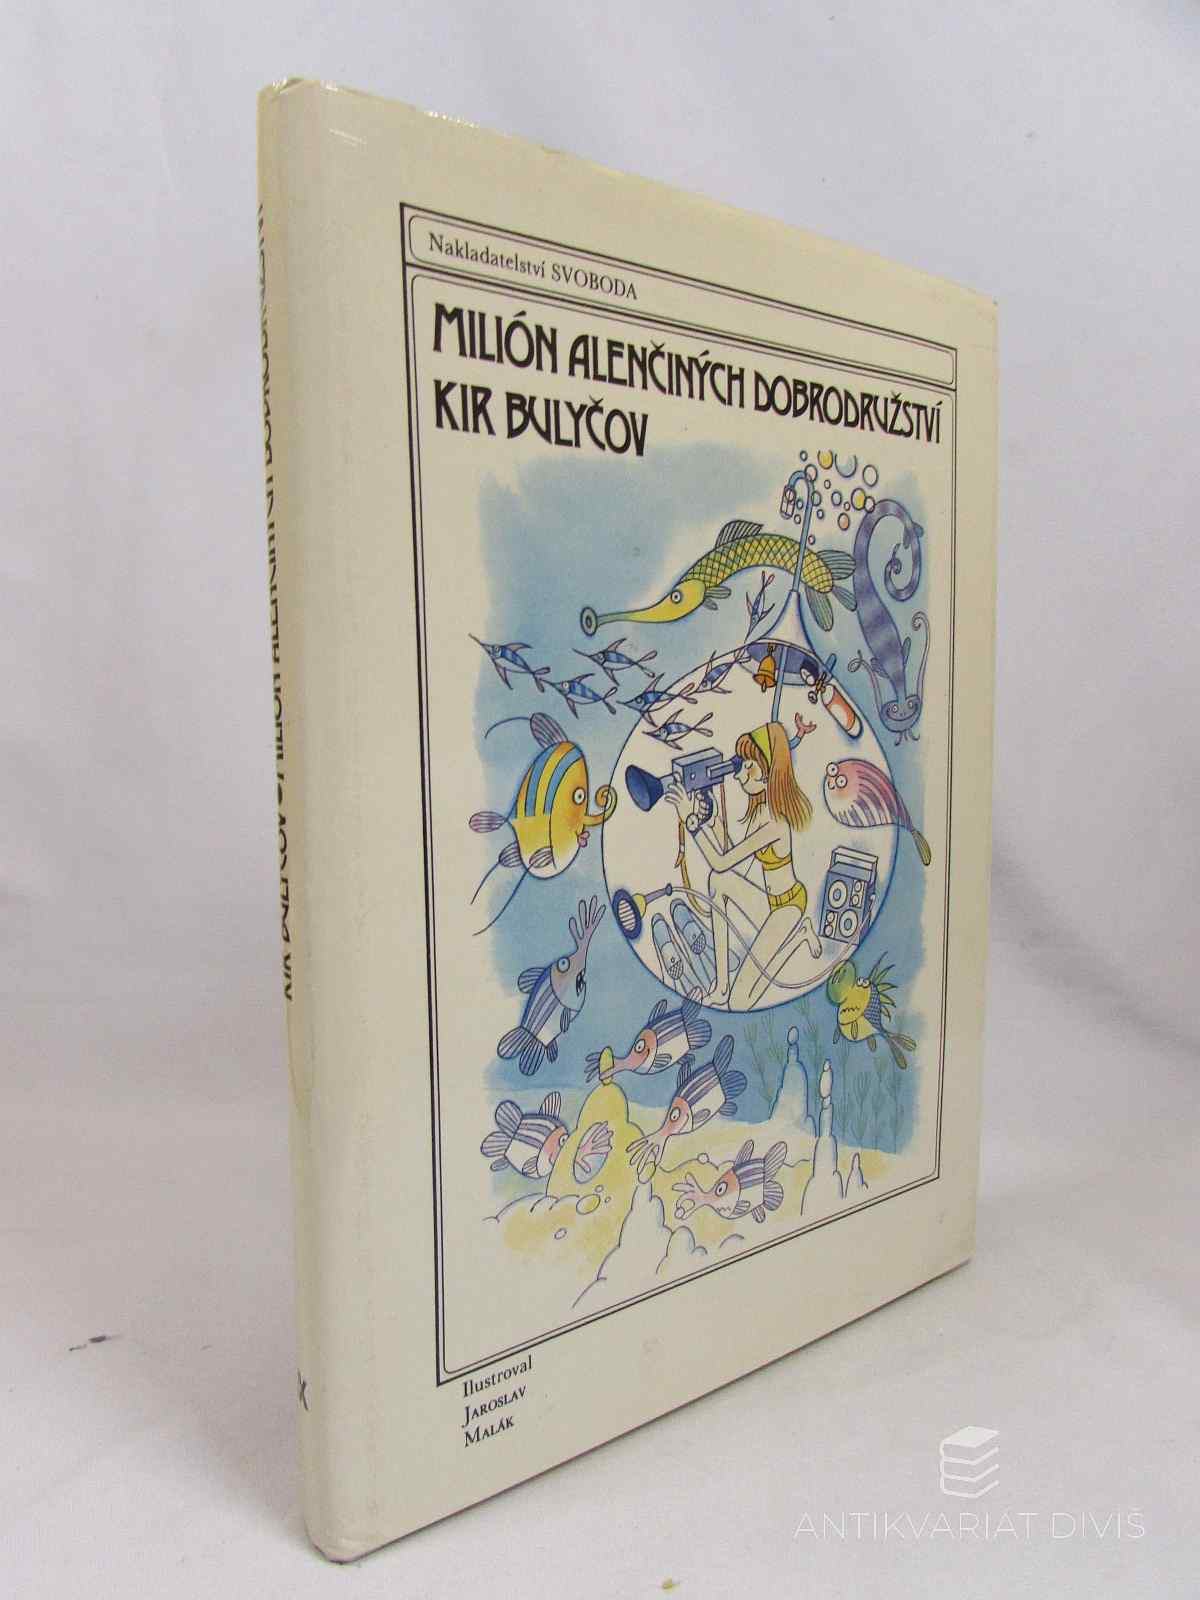 Nakladatelství SVOBODA
MILIÓN ALENČINÝCH DOBRODRUŽSTVÍ
KIR BULYČOV
Ilustroval
JAROSLAV
MALÁK
ANTIKVARIÁT DIVIŠ